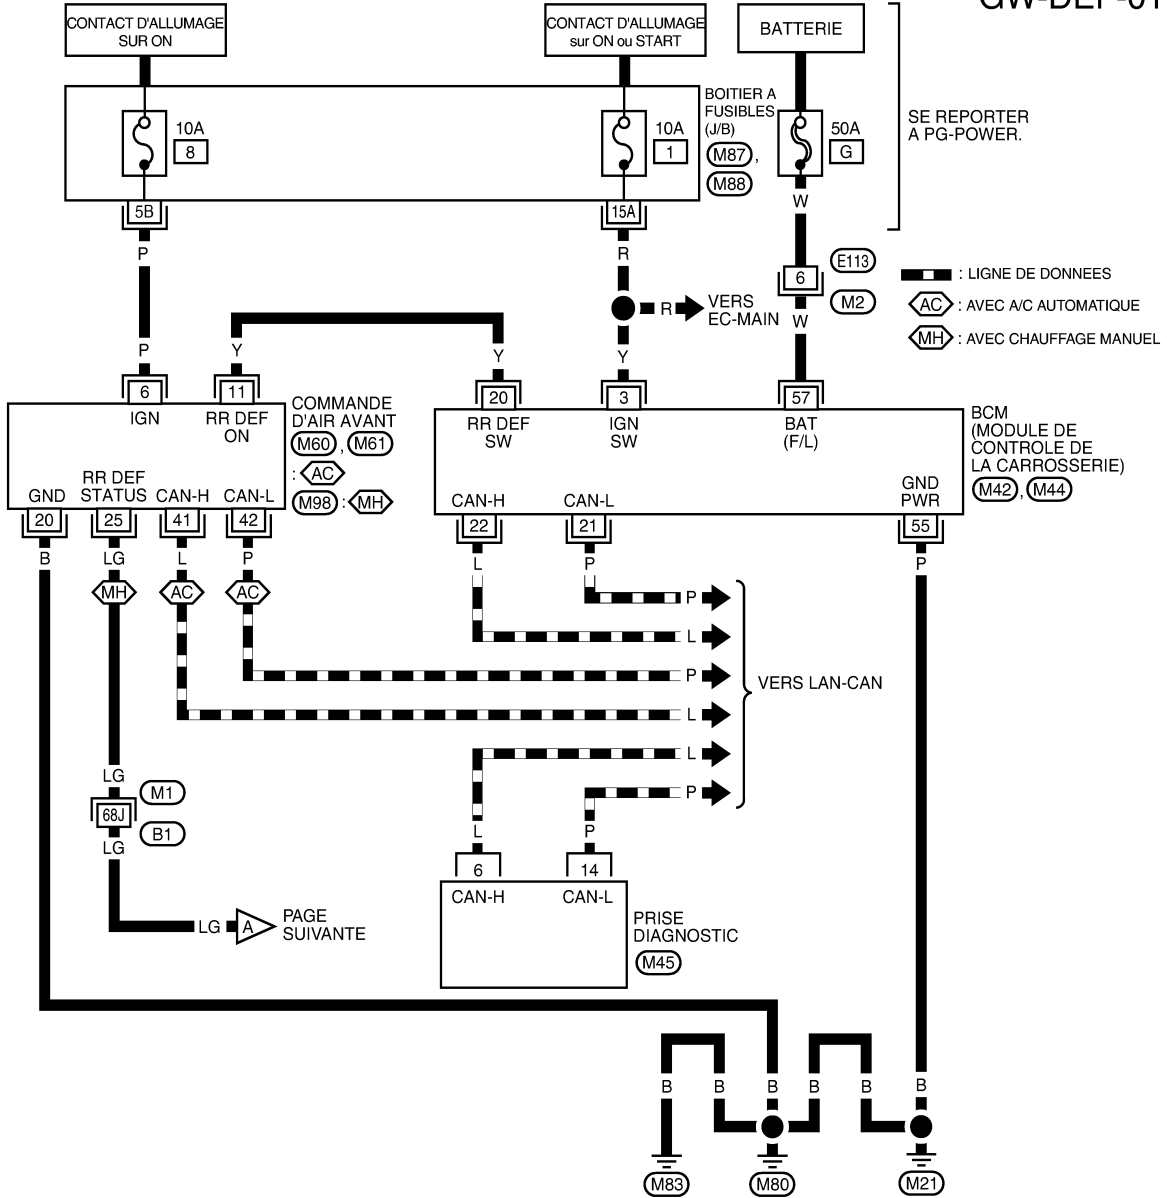 GW-DEF-01
CONTACT D'ALLUMAGE
SUR ON
CONTACT D'ALLUMAGE
sur ON ou START
BATTERIE
10A
8
10A
1
BOITIER A
FUSIBLES
(J/B)
M87 ,
M88
50A
G
SE REPORTER
A PG-POWER.
5B
15A
W
P
R
6
E113
M2
: LIGNE DE DONNEES
R
VERS
EC-MAIN
AC : AVEC A/C AUTOMATIQUE
W
MH : AVEC CHAUFFAGE MANUEL
P
Y
Y
Y
6
11
20
3
57
IGN
RR DEF
ON
COMMANDE
D'AIR AVANT
M60 , M61
: AC
M98 : MH
RR DEF
SW
IGN
SW
BAT
(F/L)
BCM
(MODULE DE
CONTROLE DE
LA CARROSSERIE)
M42 , M44
GND
RR DEF
STATUS
CAN-H
CAN-L
CAN-H
CAN-L
GND
PWR
20
25
41
42
22
21
55
B
LG
L
P
L
P
P
MH
AC
AC
P
L
P
L
L
P
VERS LAN-CAN
LG
M1
68J
B1
LG
L
P
6
14
CAN-H
CAN-L
LG
A
PAGE
SUIVANTE
PRISE
DIAGNOSTIC
M45
B
B
B
B
B
B
M83
M80
M21